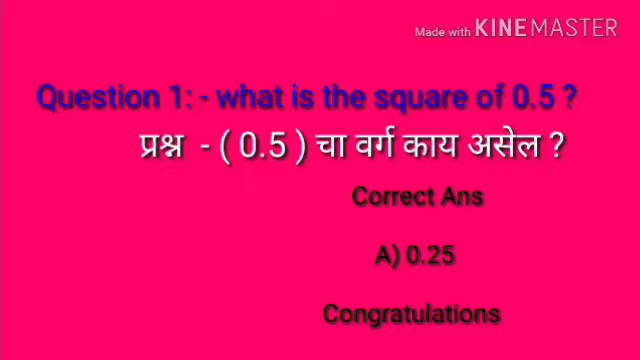 Made with KINEMASTER
Question 1: - what is the square of 0.5 ?
प्रश्न - ( 0.5 ) चा वर्ग काय असेल ?
Correct Ans
A) 0.25
Congratulations